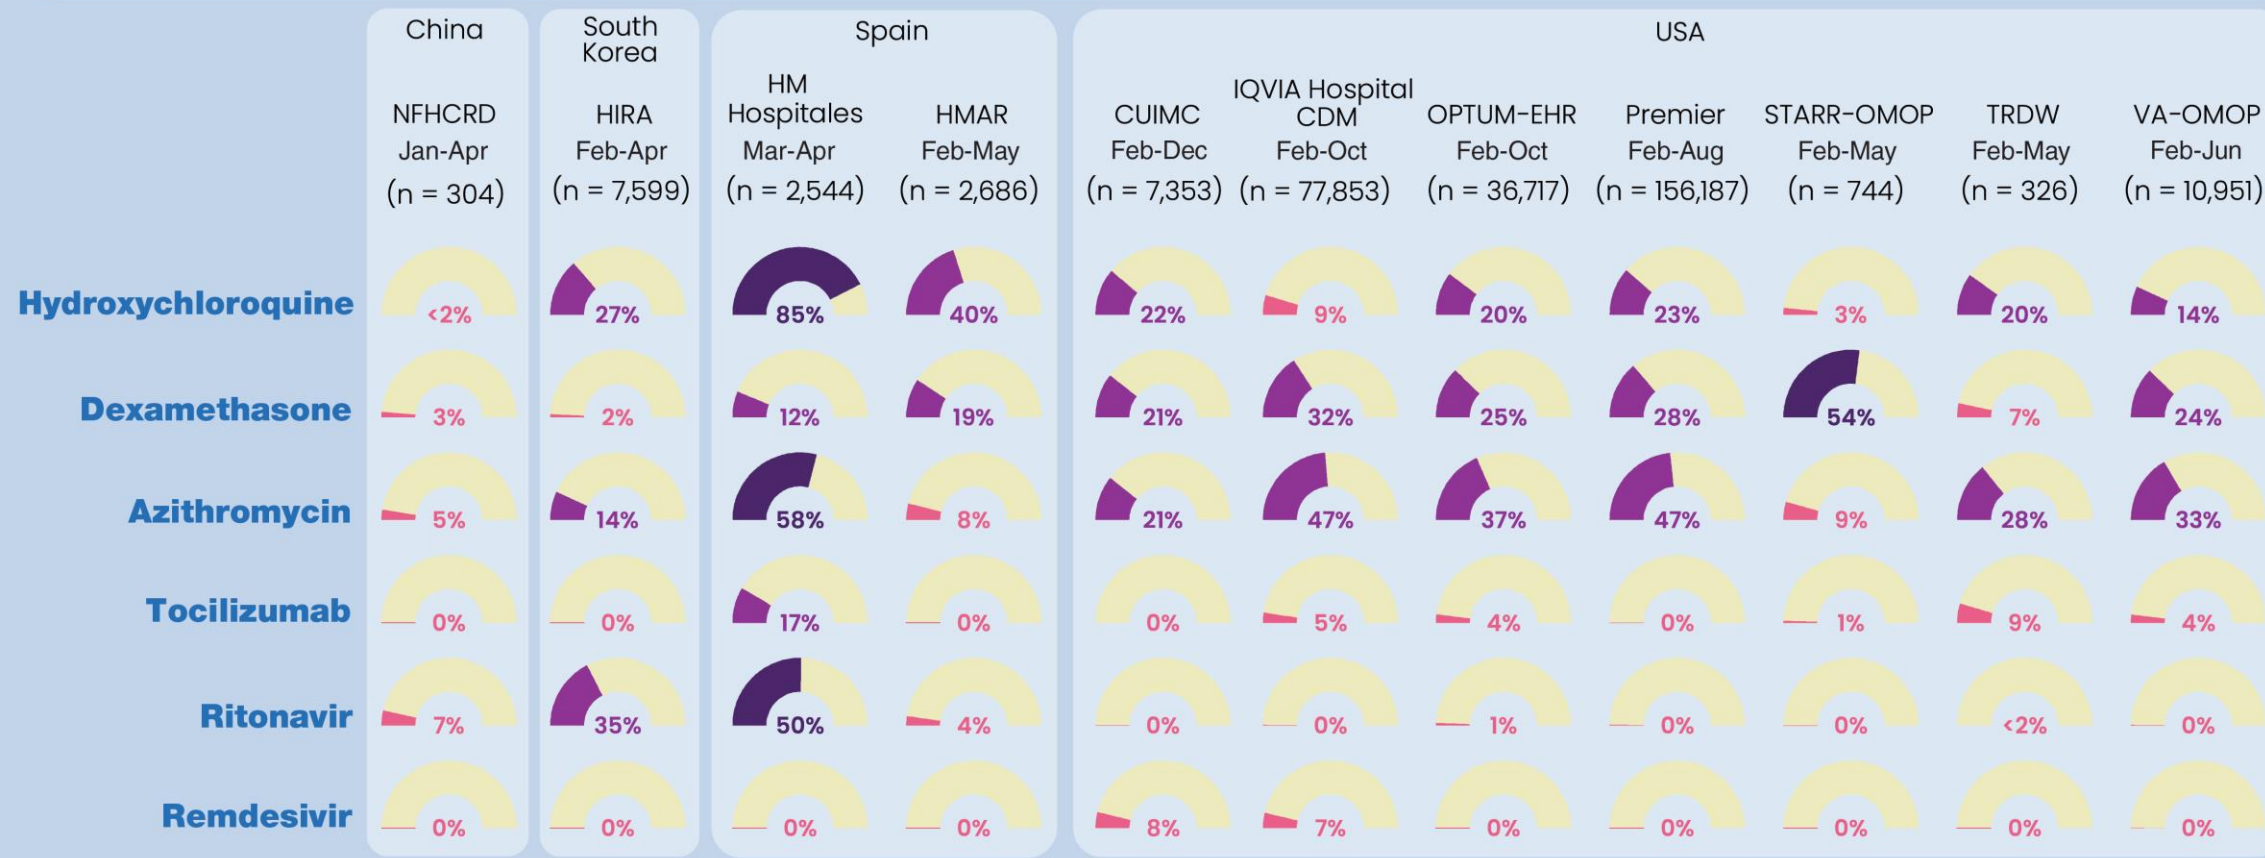 China
South
Korea
Spain
USA
NFHCRD
Jan-Apr
(n = 304)
HIRA
Feb-Apr
(n = 7,599)
HM
Hospitales
Mar-Apr
(n = 2,544)
HMAR
Feb-May
(n = 2,686)
CUIMC
Feb-Dec
(n = 7,353)
IQVIA Hospital
CDM
Feb-Oct
(n = 77,853)
OPTUM-EHR
Feb-Oct
(n = 36,717)
Premier
Feb-Aug
(n = 156,187)
STARR-OMOP
Feb-May
(n = 744)
TRDW
Feb-May
(n = 326)
VA-OMOP
Feb-Jun
(n = 10,951)
Hydroxychloroquine <2% 27% 85% 40% 22% 9% 20% 23% 3% 20% 14%
Dexamethasone 3% 2% 12% 19% 21% 32% 25% 28% 54% 7% 24%
Azithromycin 5% 14% 58% 8% 21% 47% 37% 47% 9% 28% 33%
Tocilizumab 0% 0% 17% 0% 0% 5% 4% 0% 1% 9% 4%
Ritonavir 7% 35% 50% 4% 0% 0% 1% 0% 0% <2% 0%
Remdesivir 0% 0% 0% 0% 8% 7% 0% 0% 0% 0% 0%